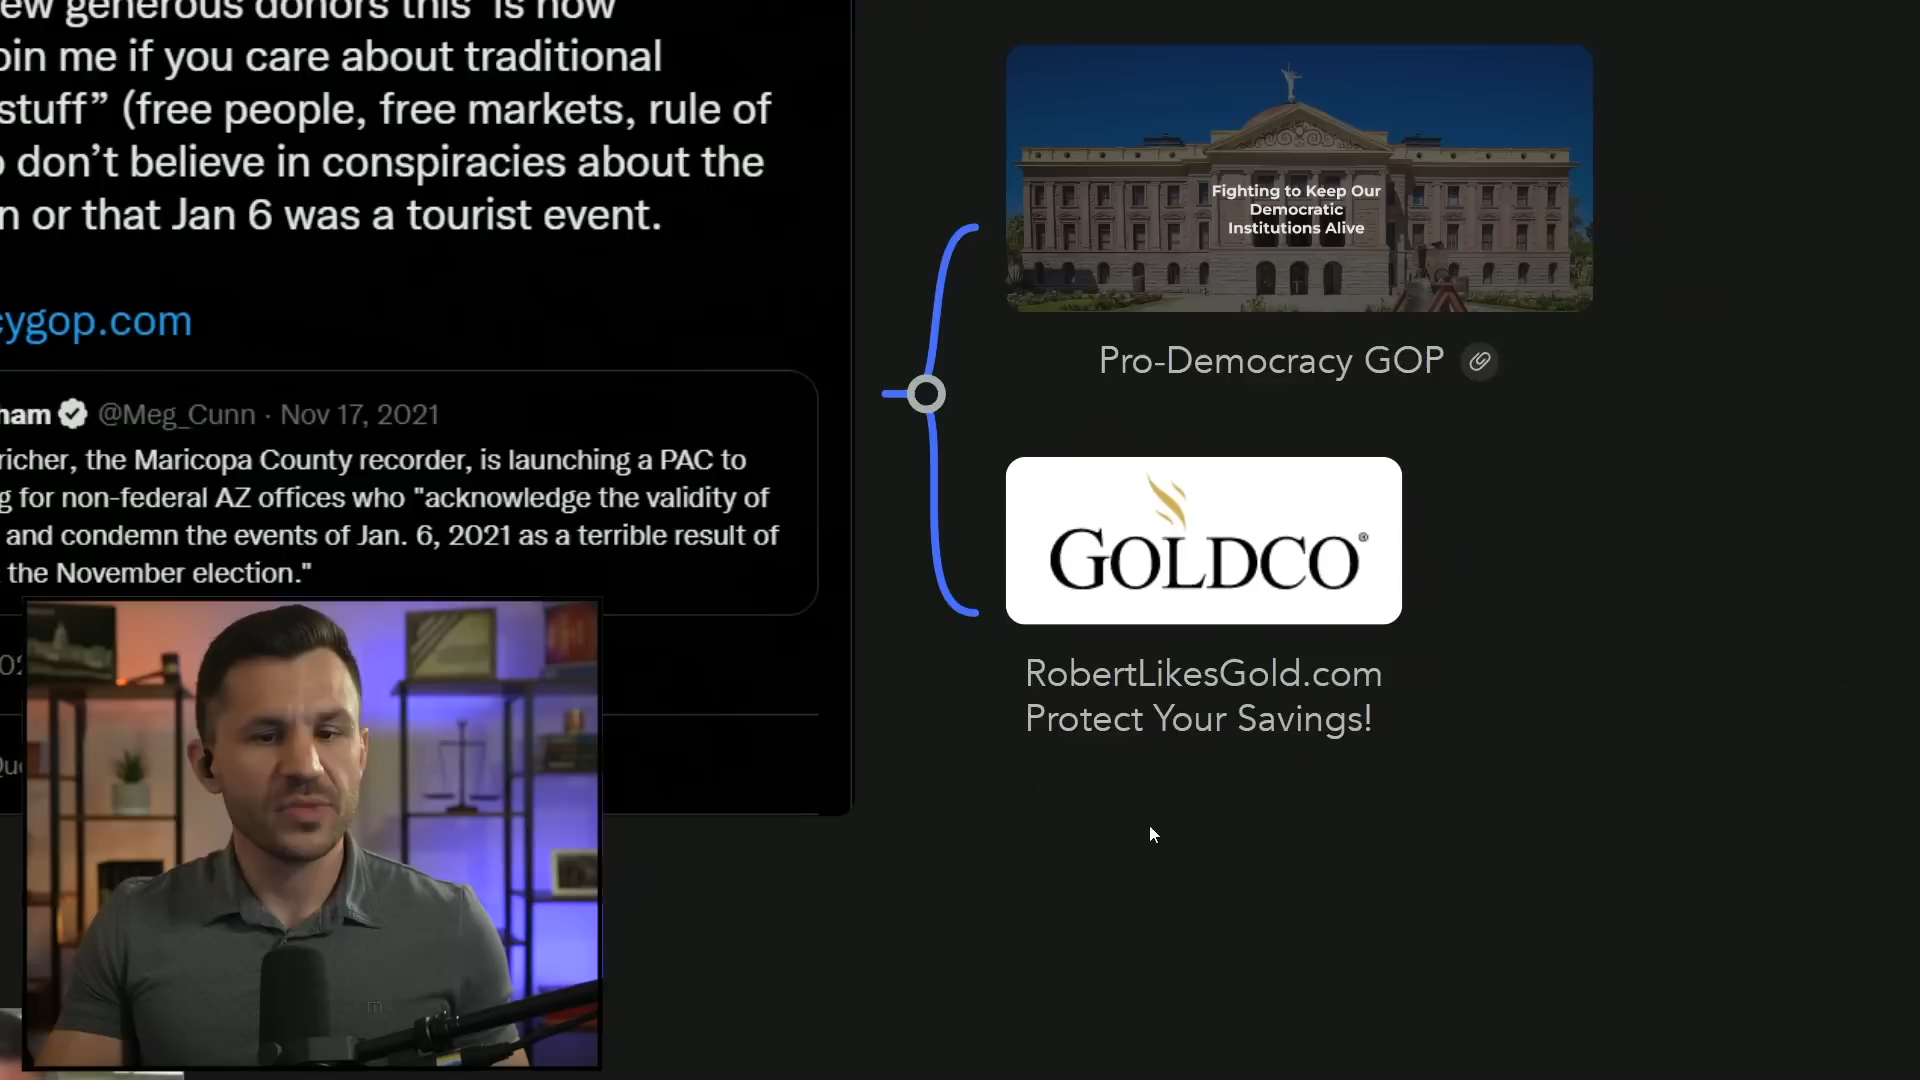 generous donors this is now
me if you care about traditional
stuff” (free people, free markets, rule of
don’t believe in conspiracies about the
or that Jan 6 was a tourist event.
cygop.com
@Meg_Cunn · Nov 17, 2021
richer, the Maricopa County recorder, is launching a PAC to
for non-federal AZ offices who "acknowledge the validity of
and condemn the events of Jan. 6, 2021 as a terrible result of
the November election."
Fighting to Keep Our
Democratic
Institutions Alive
Pro-Democracy GOP
GOLDCO®
RobertLikesGold.com
Protect Your Savings!